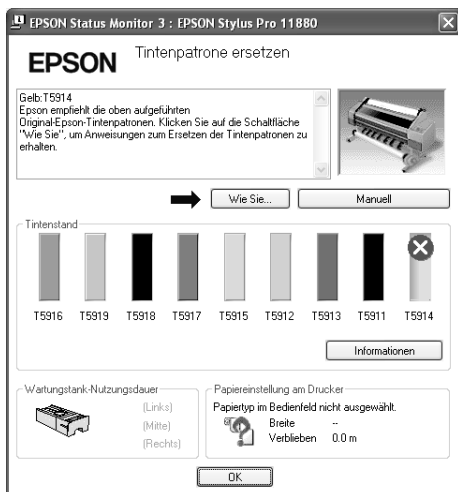 EPSON Status Monitor 3 : EPSON Stylus Pro 11880
EPSON
Tintenpatrone ersetzen
Gelb:T5914
Epson empfiehlt die oben aufgeführten
Original-Epson-Tintenpatronen. Klicken Sie auf die Schaltfläche
"Wie Sie", um Anweisungen zum Ersetzen der Tintenpatronen zu
erhalten.
Wie Sie...
Manuell
Tintenstand
T5916 T5919 T5918 T5917 T5915 T5912 T5913 T5911 T5914
Informationen
Wartungstank-Nutzungsdauer
(Links)
(Mitte)
(Rechts)
Papiereinstellung am Drucker
Papiertyp im Bedienfeld nicht ausgewählt.
Breite --
Verblieben 0.0 m
OK